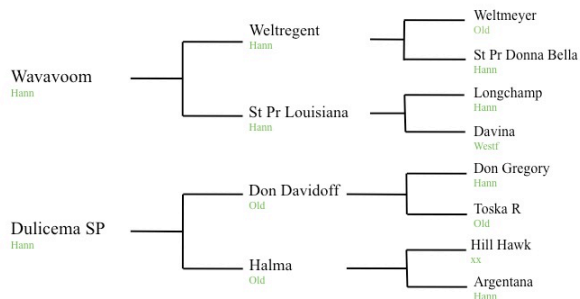 Wavavoom
Hann
Weltregent
Hann
Weltmeyer
Old
St Pr Donna Bella
Hann
St Pr Louisiana
Hann
Longchamp
Hann
Davina
Westf
Dulicema SP
Hann
Don Davidoff
Old
Don Gregory
Hann
Toska R
Old
Halma
Old
Hill Hawk
xx
Argentana
Hann